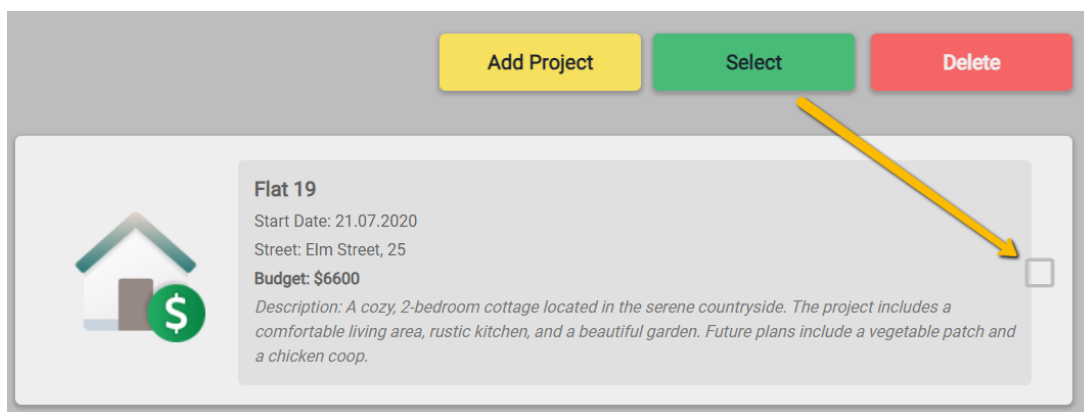 Add Project
Select
Delete
Flat 19
Start Date: 21.07.2020
Street: Elm Street, 25
Budget: $6600
Description: A cozy, 2-bedroom cottage located in the serene countryside. The project includes a
comfortable living area, rustic kitchen, and a beautiful garden. Future plans include a vegetable patch and
a chicken coop.
$